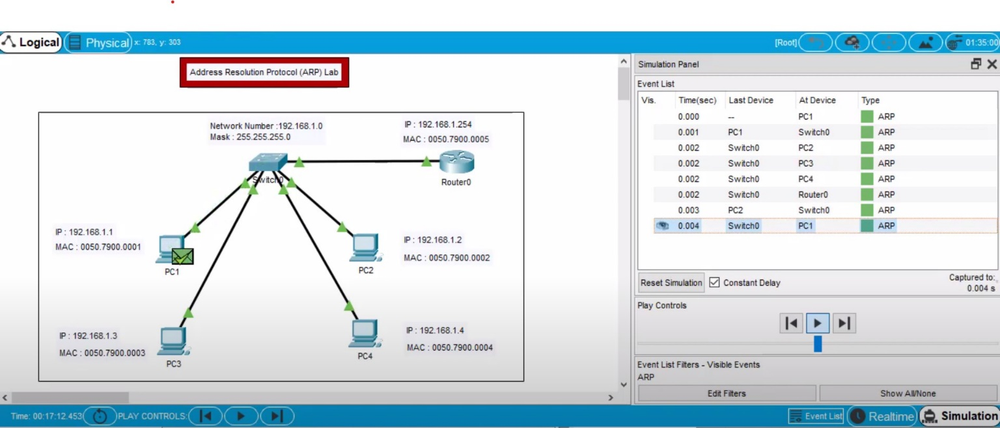 Logical Physical x: 783, y: 303 [Root] 01:35:00
Address Resolution Protocol (ARP) Lab
Network Number :192.168.1.0
Mask : 255.255.255.0
IP : 192.168.1.254
MAC : 0050.7900.0005
Switch0
Router0
IP : 192.168.1.1
MAC : 0050.7900.0001
PC1
IP : 192.168.1.2
MAC : 0050.7900.0002
PC2
IP : 192.168.1.3
MAC : 0050.7900.0003
PC3
IP : 192.168.1.4
MAC : 0050.7900.0004
PC4
Simulation Panel
Event List
Vis. Time(sec) Last Device At Device Type
0.000 -- PC1 ARP
0.001 PC1 Switch0 ARP
0.002 Switch0 PC2 ARP
0.002 Switch0 PC3 ARP
0.002 Switch0 PC4 ARP
0.002 Switch0 Router0 ARP
0.003 PC2 Switch0 ARP
0.004 Switch0 PC1 ARP
Reset Simulation Constant Delay
Captured to:
0.004 s
Play Controls
Event List Filters - Visible Events
ARP
Edit Filters Show All/None
Time: 00:17:12.453 PLAY CONTROLS: Event List Realtime Simulation